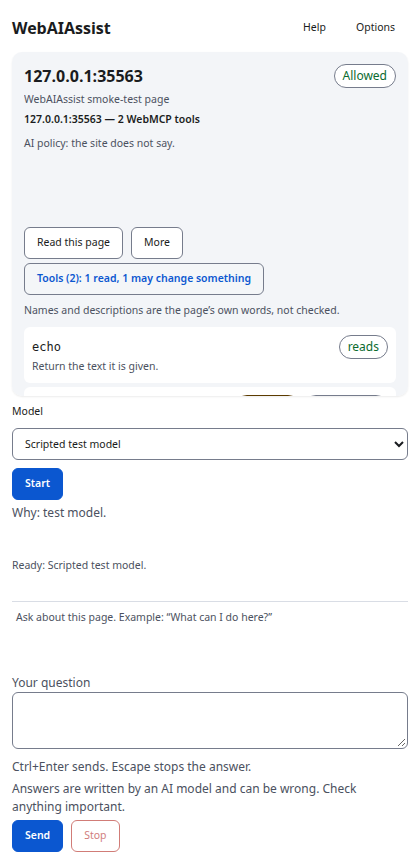 WebAIAssist
Help
Options
127.0.0.1:35563
Allowed
WebAIAssist smoke-test page
127.0.0.1:35563 — 2 WebMCP tools
AI policy: the site does not say.
Read this page
More
Tools (2): 1 read, 1 may change something
Names and descriptions are the page’s own words, not checked.
echo
reads
Return the text it is given.
Model
Scripted test model
Start
Why: test model.
Ready: Scripted test model.
Ask about this page. Example: “What can I do here?”
Your question
Ctrl+Enter sends. Escape stops the answer.
Answers are written by an AI model and can be wrong. Check
anything important.
Send
Stop